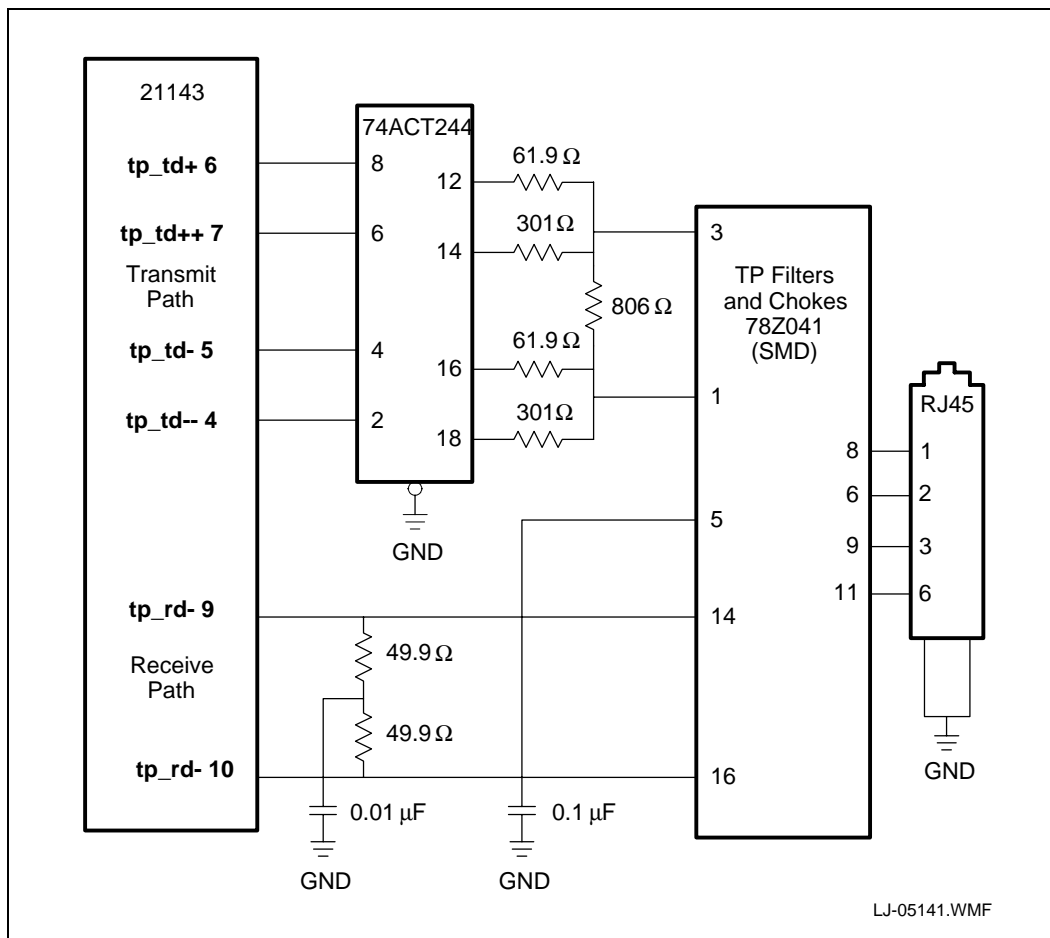 21143
tp_td+ 6
tp_td++ 7
Transmit
Path
tp_td- 5
tp_td-- 4
tp_rd- 9
Receive
Path
tp_rd- 10
74ACT244
8
6
4
2
12
14
16
18
GND
61.9 Ω
301Ω
806 Ω
61.9 Ω
301Ω
49.9 Ω
49.9 Ω
0.01 μF
GND
0.1 μF
GND
3
1
5
14
16
TP Filters
and Chokes
78Z041
(SMD)
8
6
9
11
RJ45
1
2
3
6
GND
LJ-05141.WMF